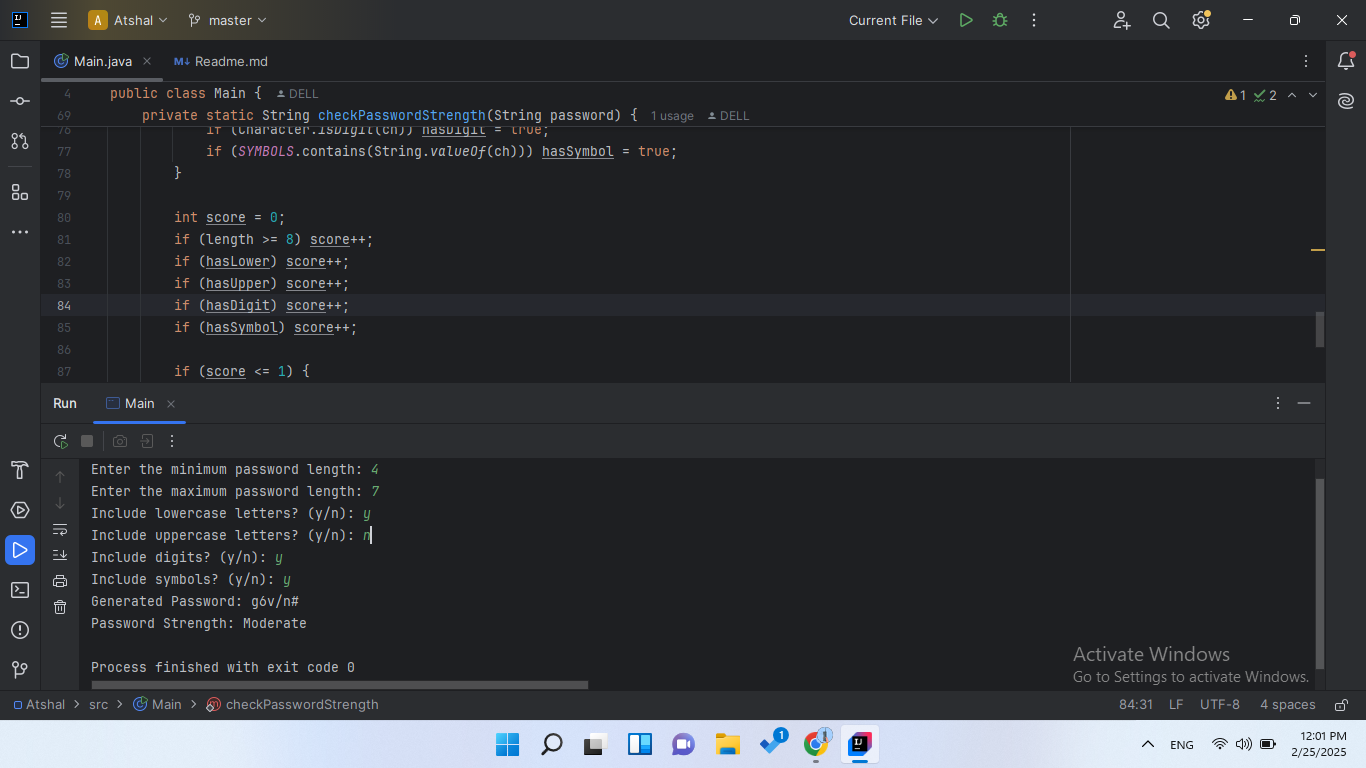 A Atshal master Current File
Main.java Readme.md
4 public class Main { DELL 1 2
69 private static String checkPasswordStrength(String password) { 1 usage DELL
76 if (Character.isDigit(ch)) hasDigit = true;
77 if (SYMBOLS.contains(String.valueOf(ch))) hasSymbol = true;
78 }
79
80 int score = 0;
81 if (length >= 8) score++;
82 if (hasLower) score++;
83 if (hasUpper) score++;
84 if (hasDigit) score++;
85 if (hasSymbol) score++;
86
87 if (score <= 1) {
Run Main
Enter the minimum password length: 4
Enter the maximum password length: 7
Include lowercase letters? (y/n): y
Include uppercase letters? (y/n): n
Include digits? (y/n): y
Include symbols? (y/n): y
Generated Password: g6v/n#
Password Strength: Moderate
Process finished with exit code 0
Activate Windows
Go to Settings to activate Windows.
Atshal > src > Main > checkPasswordStrength 84:31 LF UTF-8 4 spaces
1 1 ENG 12:01 PM
2/25/2025